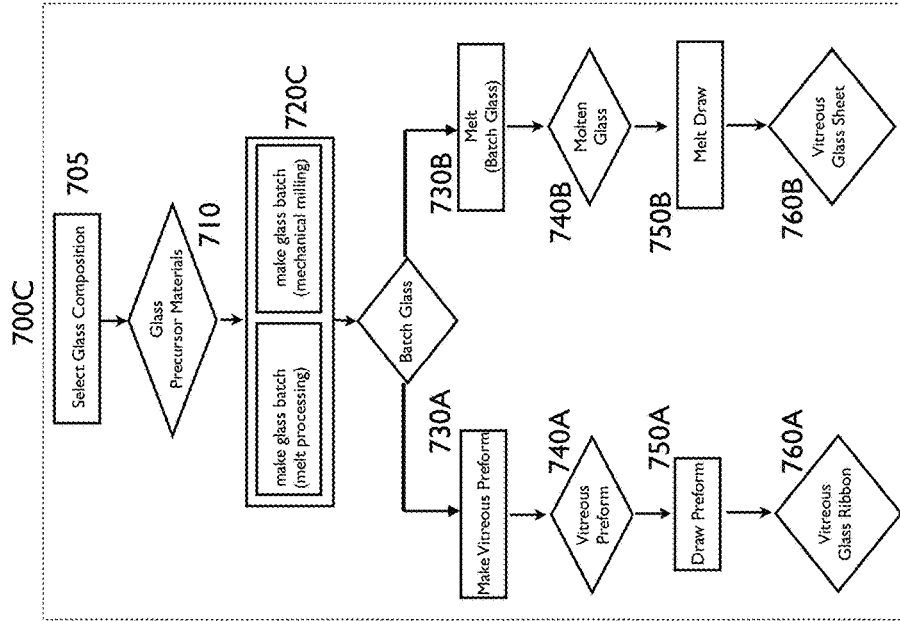 700C
705
Select Glass Composition
Glass
Precursor Materials
710
720C
make glass batch
(melt processing)
make glass batch
(mechanical milling)
Batch Glass
730A
Make Vitreous Preform
740A
Vitreous
Preform
750A
Draw Preform
760A
Vitreous
Glass Ribbon
730B
Melt
(Batch Glass)
740B
Molten
Glass
750B
Melt Draw
760B
Vitreous
Glass Sheet